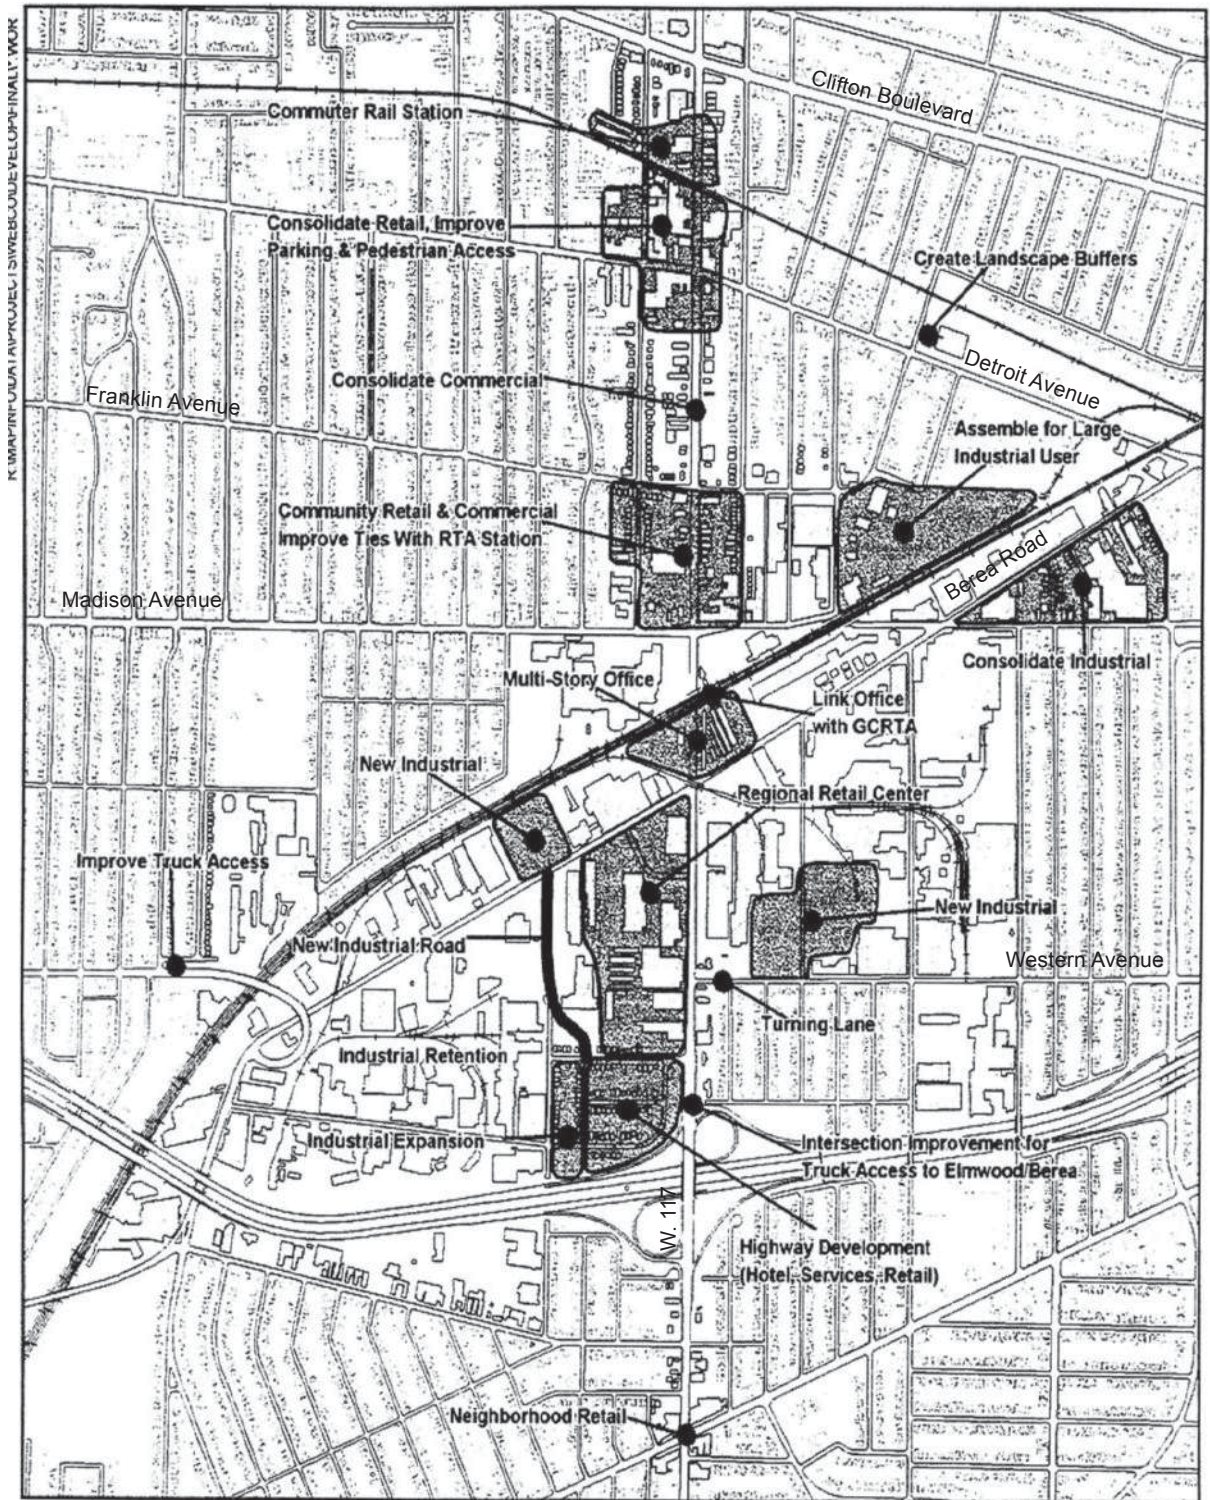 Clifton Boulevard
Commuter Rail Station
Consolidate Retail, Improve
Parking & Pedestrian Access
Create Landscape Buffers
Detroit Avenue
Consolidate Commercial
Franklin Avenue
Assemble for Large
Industrial User
Community Retail & Commercial
Improve Ties With RTA Station
Berea Road
Madison Avenue
Consolidate Industrial
Multi-Story Office
Link Office
with GCRTA
New Industrial
Regional Retail Center
Improve Truck Access
New Industrial
New Industrial Road
Western Avenue
Turning Lane
Industrial Retention
Industrial Expansion
Intersection Improvement for
Truck Access to Elmwood/Berea
W. 117
Highway Development
(Hotel, Services, Retail)
Neighborhood Retail